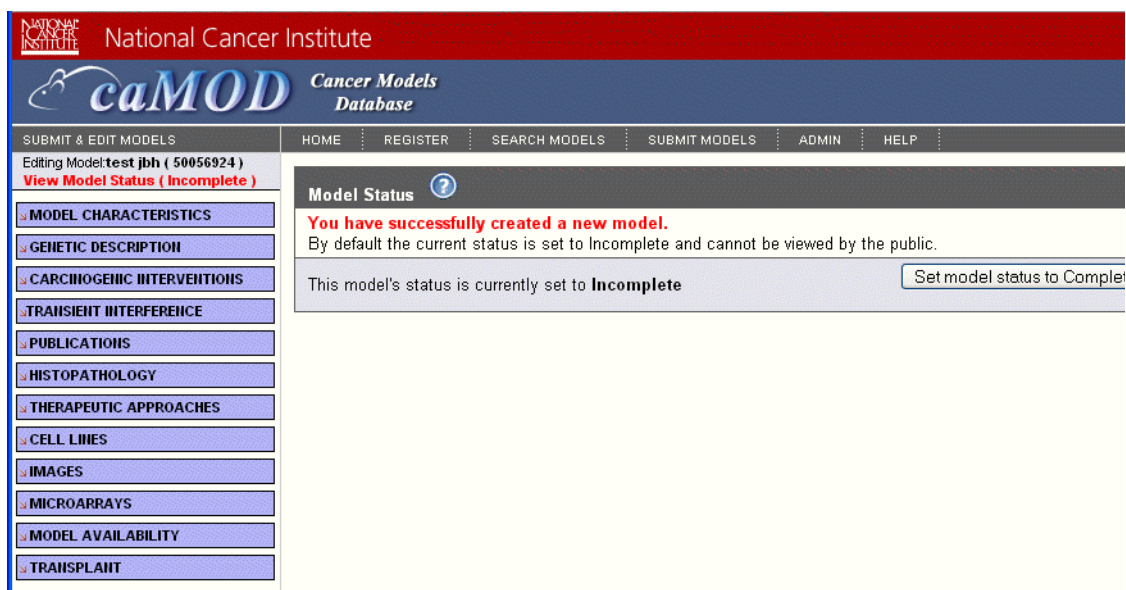 NATIONAL
CANCER
INSTITUTE
National Cancer Institute
caMOD
Cancer Models
Database
SUBMIT & EDIT MODELS
HOME REGISTER SEARCH MODELS SUBMIT MODELS ADMIN HELP
Editing Model:test jbh ( 50056924 )
View Model Status ( Incomplete )
Model Status ?
You have successfully created a new model.
By default the current status is set to Incomplete and cannot be viewed by the public.
This model's status is currently set to Incomplete
Set model status to Complet
MODEL CHARACTERISTICS
GENETIC DESCRIPTION
CARCINOGENIC INTERVENTIONS
TRANSIENT INTERFERENCE
PUBLICATIONS
HISTOPATHOLOGY
THERAPEUTIC APPROACHES
CELL LINES
IMAGES
MICROARRAYS
MODEL AVAILABILITY
TRANSPLANT